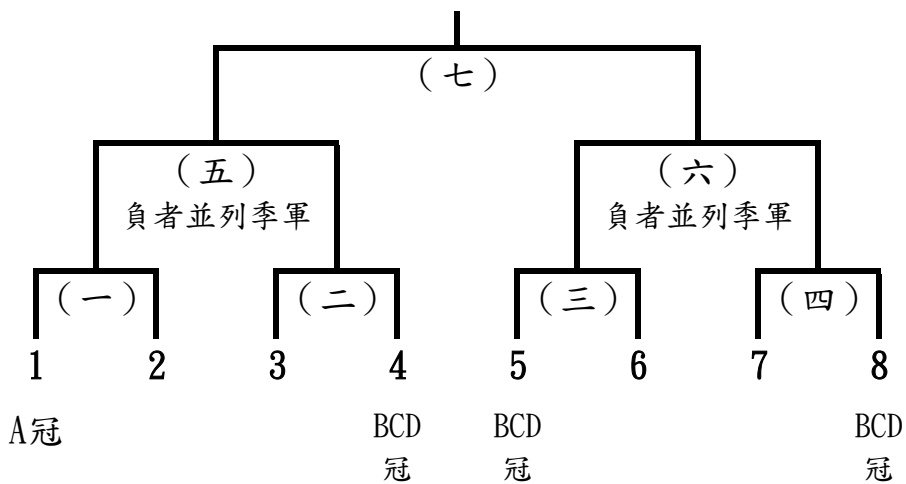 （七）
（五） （六）
負者並列季軍 負者並列季軍
（一） （二） （三） （四）
1 2 3 4 5 6 7 8
A冠 BCD BCD BCD
冠 冠 冠